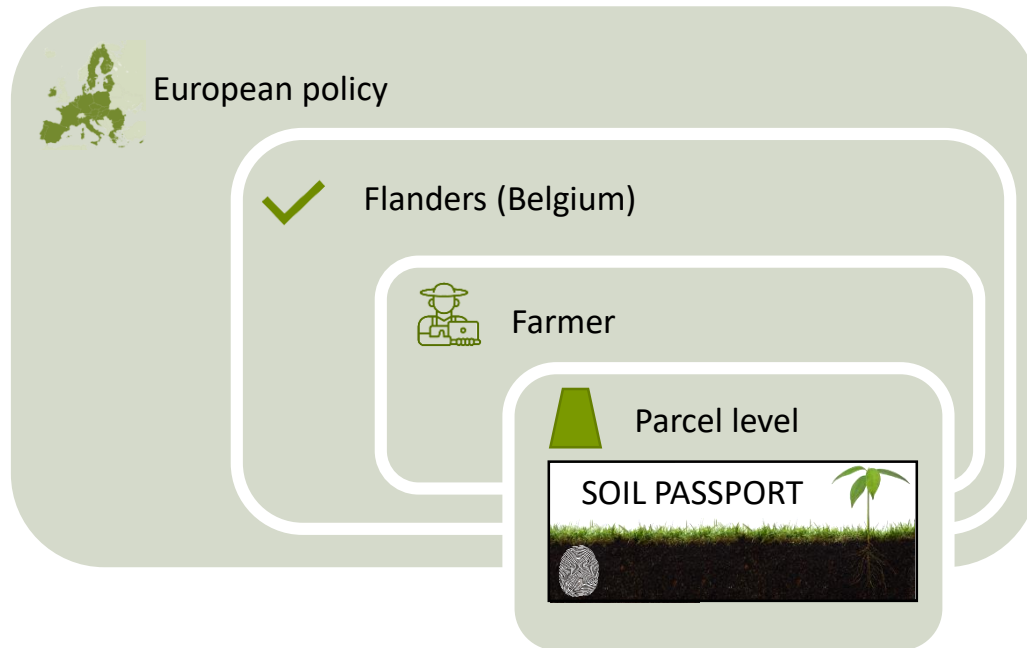 European policy
Flanders (Belgium)
Farmer
Parcel level
SOIL PASSPORT